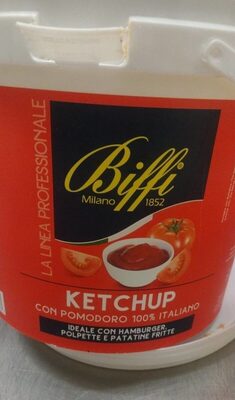 LA LINEA PROFESSIONALE
Biffi
Milano 1852
KETCHUP
CON POMODORO 100% ITALIANO
IDEALE CON HAMBURGER,
POLPETTE E PATATINE FRITTE